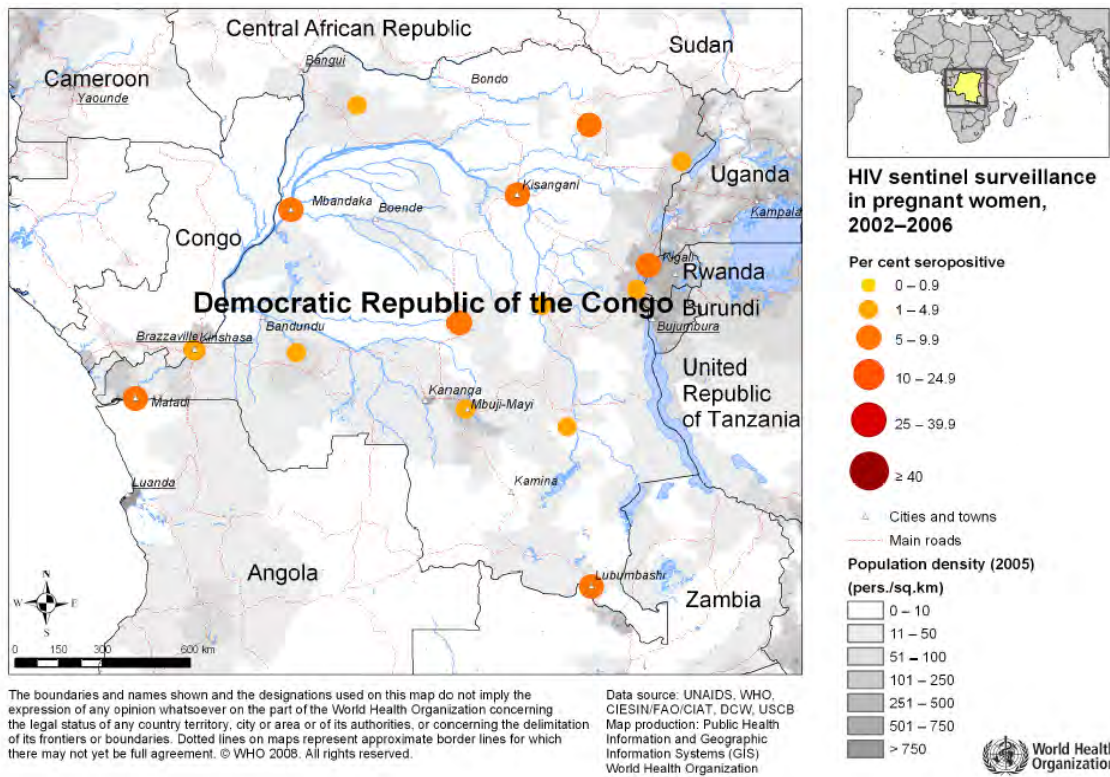 Central African Republic
Sudan
Cameroon
Yaounde
Bangui
Bondo
Uganda
Kisangani
Mbandaka
Boende
Kampala
Congo
Kigali
Rwanda
Democratic Republic of the Congo
Burundi
Bujumbura
Brazzaville
Kinshasa
Bandundu
United
Republic
of Tanzania
Kananga
Mbuji-Mayi
Matadi
Luanda
Kamina
Angola
Lubumbashi
Zambia
N
W
E
S
0 150 300 600 km
HIV sentinel surveillance
in pregnant women,
2002–2006
Per cent seropositive
0 – 0.9
1 – 4.9
5 – 9.9
10 – 24.9
25 – 39.9
≥ 40
Cities and towns
Main roads
Population density (2005)
(pers./sq.km)
0 – 10
11 – 50
51 – 100
101 – 250
251 – 500
501 – 750
> 750
The boundaries and names shown and the designations used on this map do not imply the
expression of any opinion whatsoever on the part of the World Health Organization concerning
the legal status of any country territory, city or area or of its authorities, or concerning the delimitation
of its frontiers or boundaries. Dotted lines on maps represent approximate border lines for which
there may not yet be full agreement. © WHO 2008. All rights reserved.
Data source: UNAIDS, WHO,
CIESIN/FAO/CIAT, DCW, USCB
Map production: Public Health
Information and Geographic
Information Systems (GIS)
World Health Organization
World Health
Organization